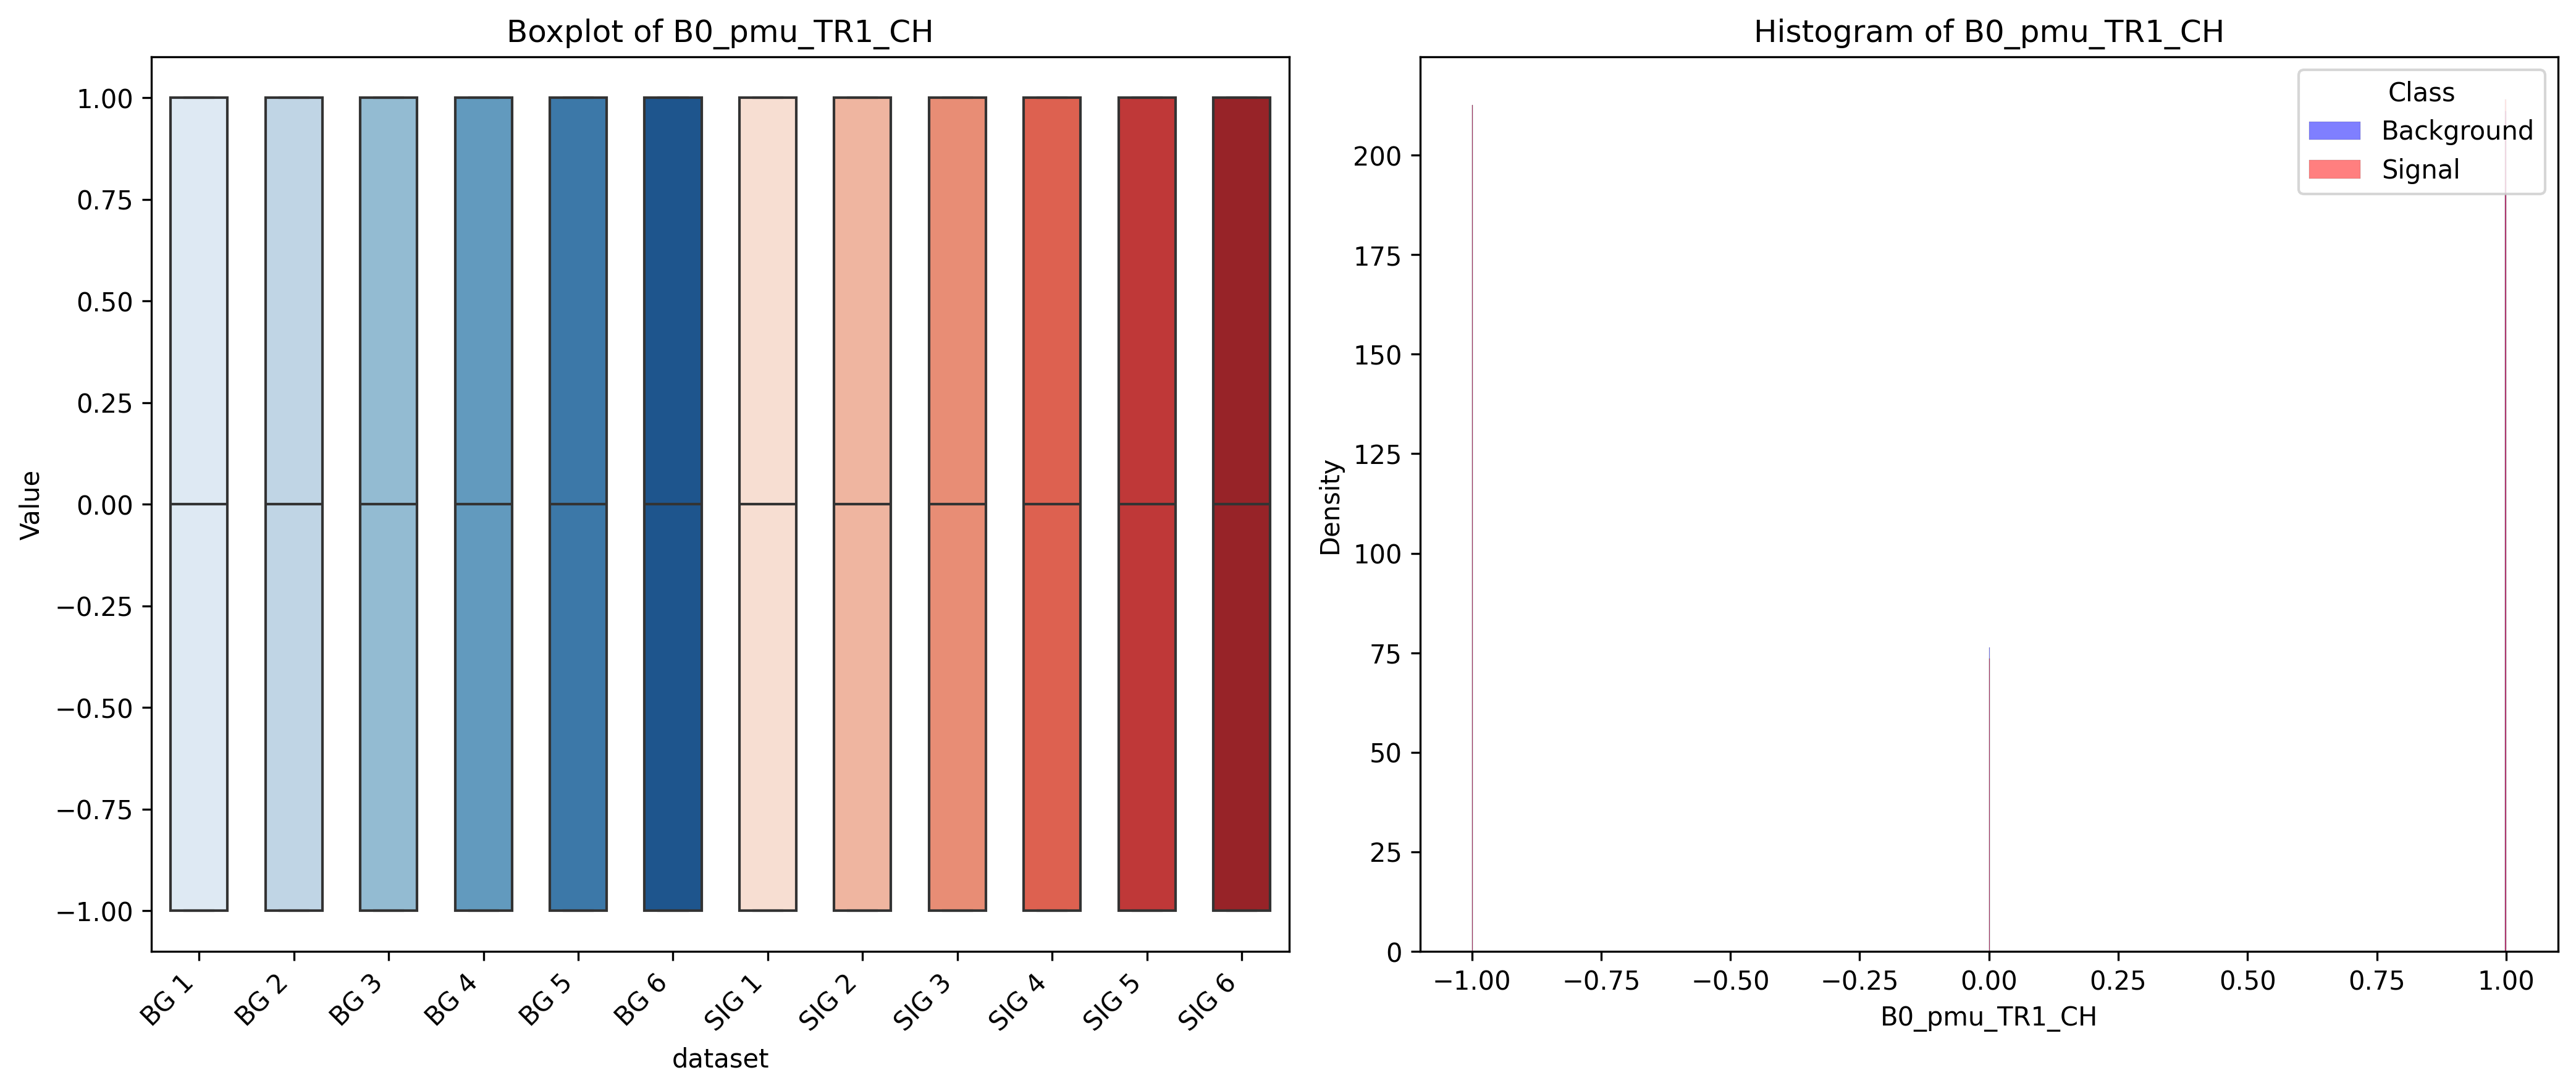 Boxplot of B0_pmu_TR1_CH
Value
1.00
0.75
0.50
0.25
0.00
−0.25
−0.50
−0.75
−1.00
BG 1
BG 2
BG 3
BG 4
BG 5
BG 6
SIG 1
SIG 2
SIG 3
SIG 4
SIG 5
SIG 6
dataset
Histogram of B0_pmu_TR1_CH
Class
Background
Signal
Density
200
175
150
125
100
75
50
25
0
−1.00
−0.75
−0.50
−0.25
0.00
0.25
0.50
0.75
1.00
B0_pmu_TR1_CH